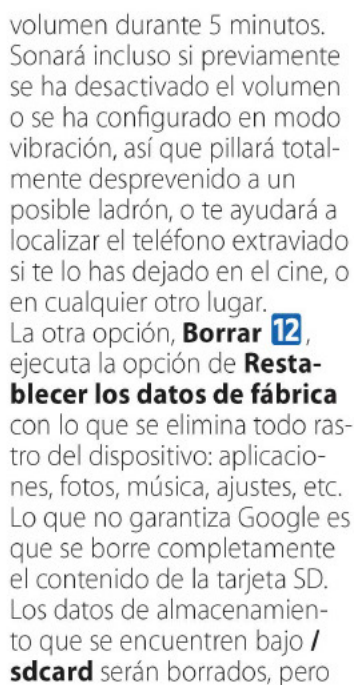 volumen durante 5 minutos.
Sonará incluso si previamente
se ha desactivado el volumen
o se ha configurado en modo
vibración, así que pillará total-
mente desprevenido a un
posible ladrón, o te ayudará a
localizar el teléfono extraviado
si te lo has dejado en el cine, o
en cualquier otro lugar.
La otra opción, Borrar 12,
ejecuta la opción de Resta-
blecer los datos de fábrica
con lo que se elimina todo ras-
tro del dispositivo: aplicacio-
nes, fotos, música, ajustes, etc.
Lo que no garantiza Google es
que se borre completamente
el contenido de la tarjeta SD.
Los datos de almacenamien-
to que se encuentren bajo /
sdcard serán borrados, pero